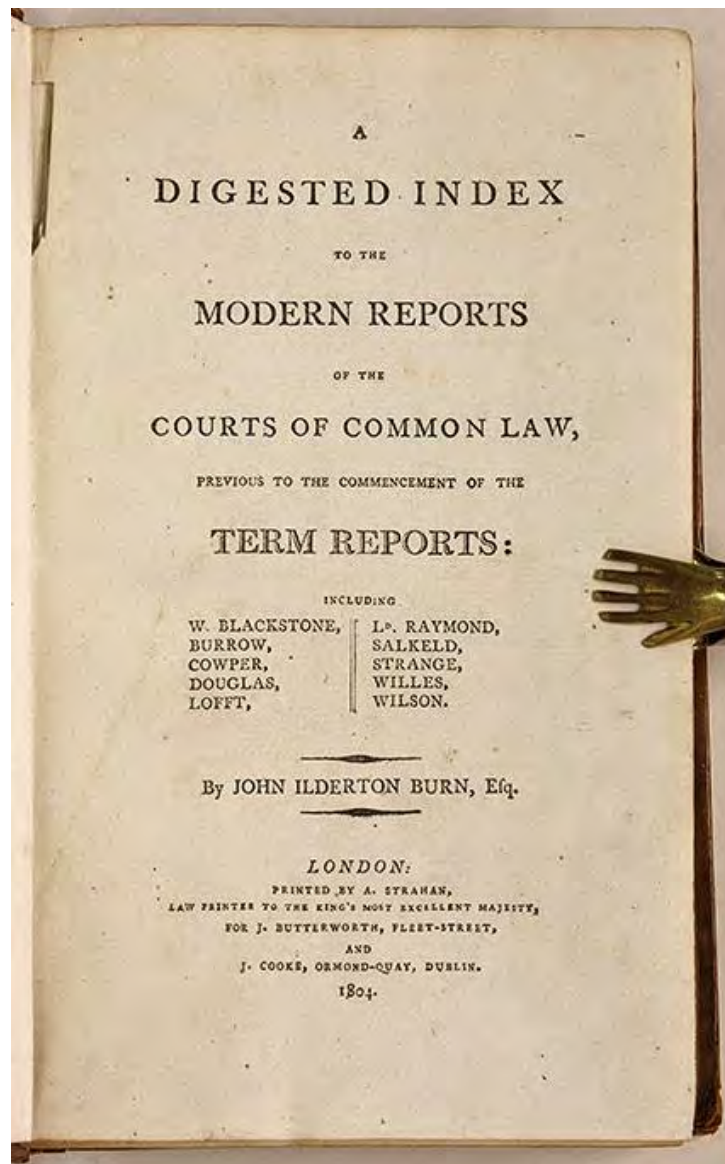 A
DIGESTED INDEX
TO THE
MODERN REPORTS
OF THE
COURTS OF COMMON LAW,
PREVIOUS TO THE COMMENCEMENT OF THE
TERM REPORTS:
INCLUDING
W. BLACKSTONE,
BURROW,
COWPER,
DOUGLAS,
LOFFT,
Lᴰ. RAYMOND,
SALKELD,
STRANGE,
WILLES,
WILSON.
By JOHN ILDERTON BURN, Eſq.
LONDON:
PRINTED BY A. STRAHAN,
LAW PRINTER TO THE KING'S MOST EXCELLENT MAJESTY,
FOR J. BUTTERWORTH, FLEET-STREET,
AND
J. COOKE, ORMOND-QUAY, DUBLIN.
1804.